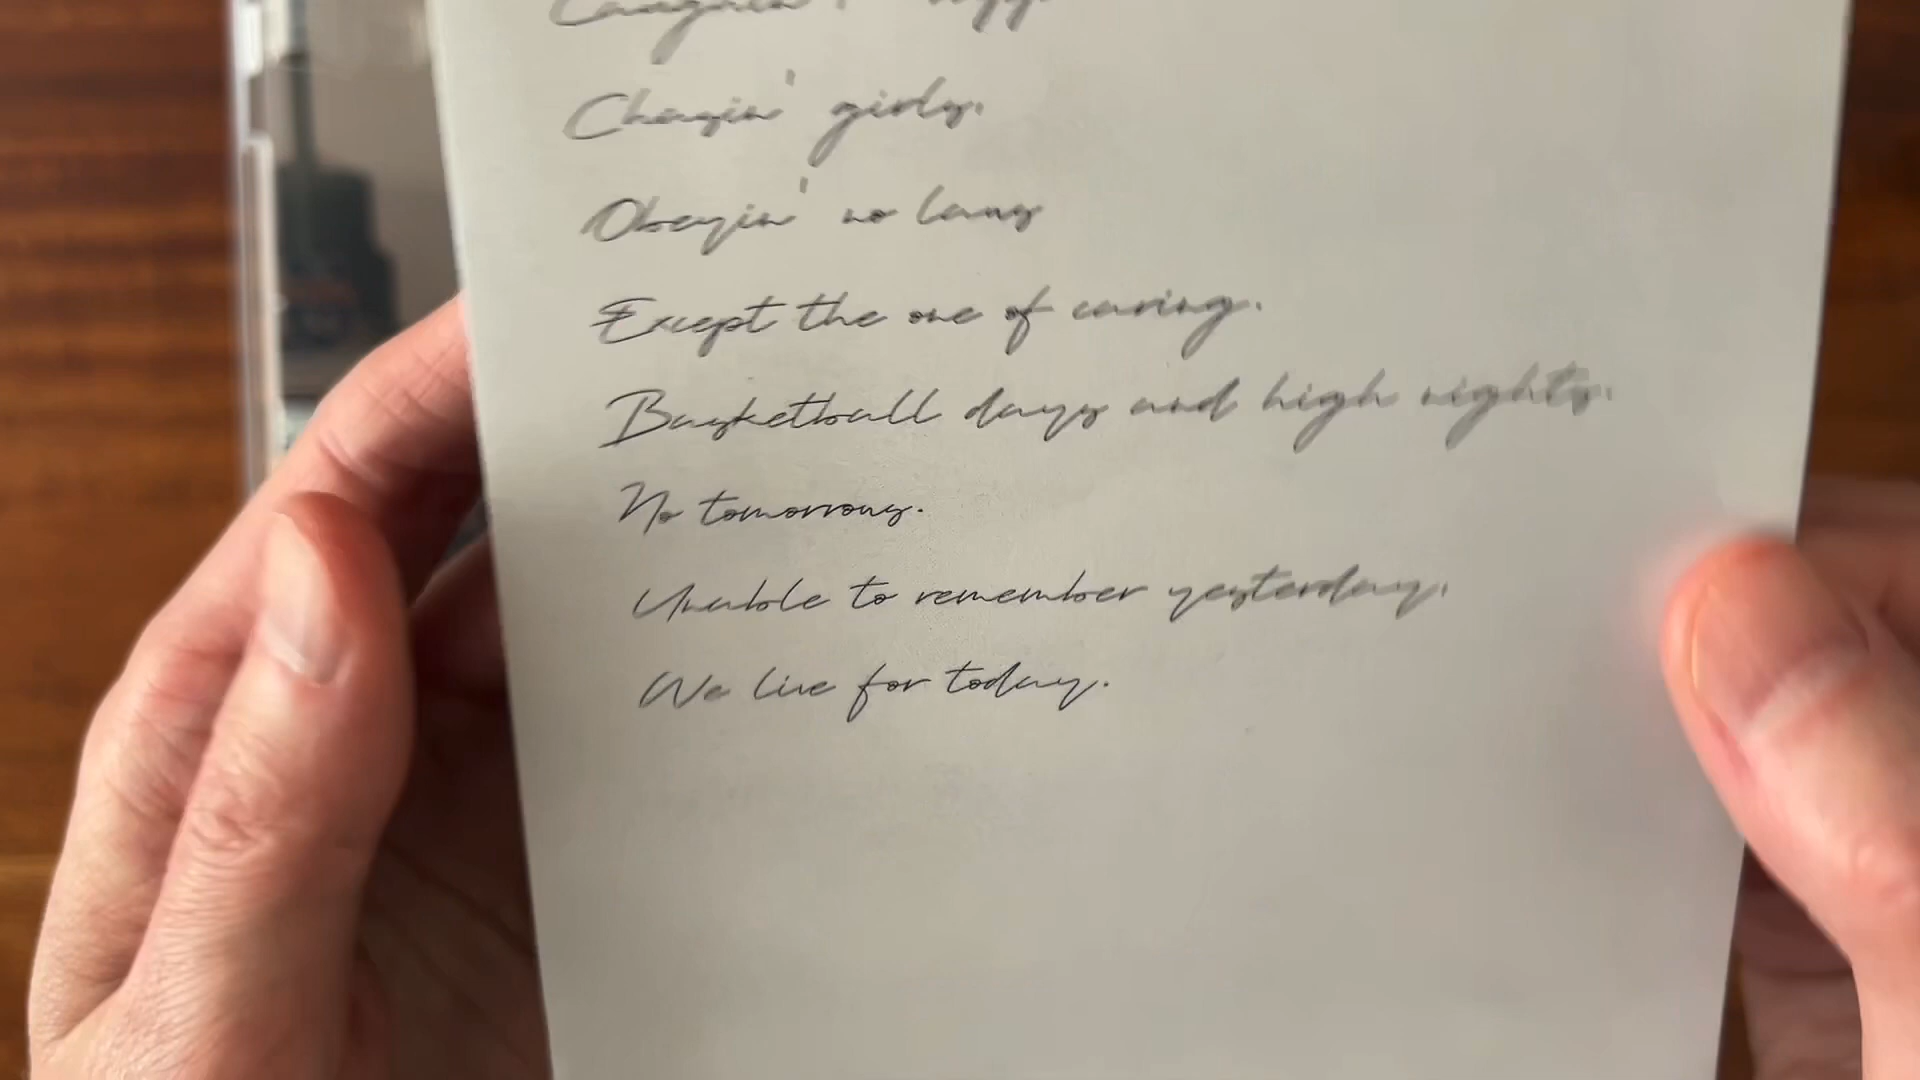 Chasin' girls.
Obeyin' no laws
Except the one of caring.
Basketball days and high nights.
No tomorrows.
Unable to remember yesterday.
We live for today.